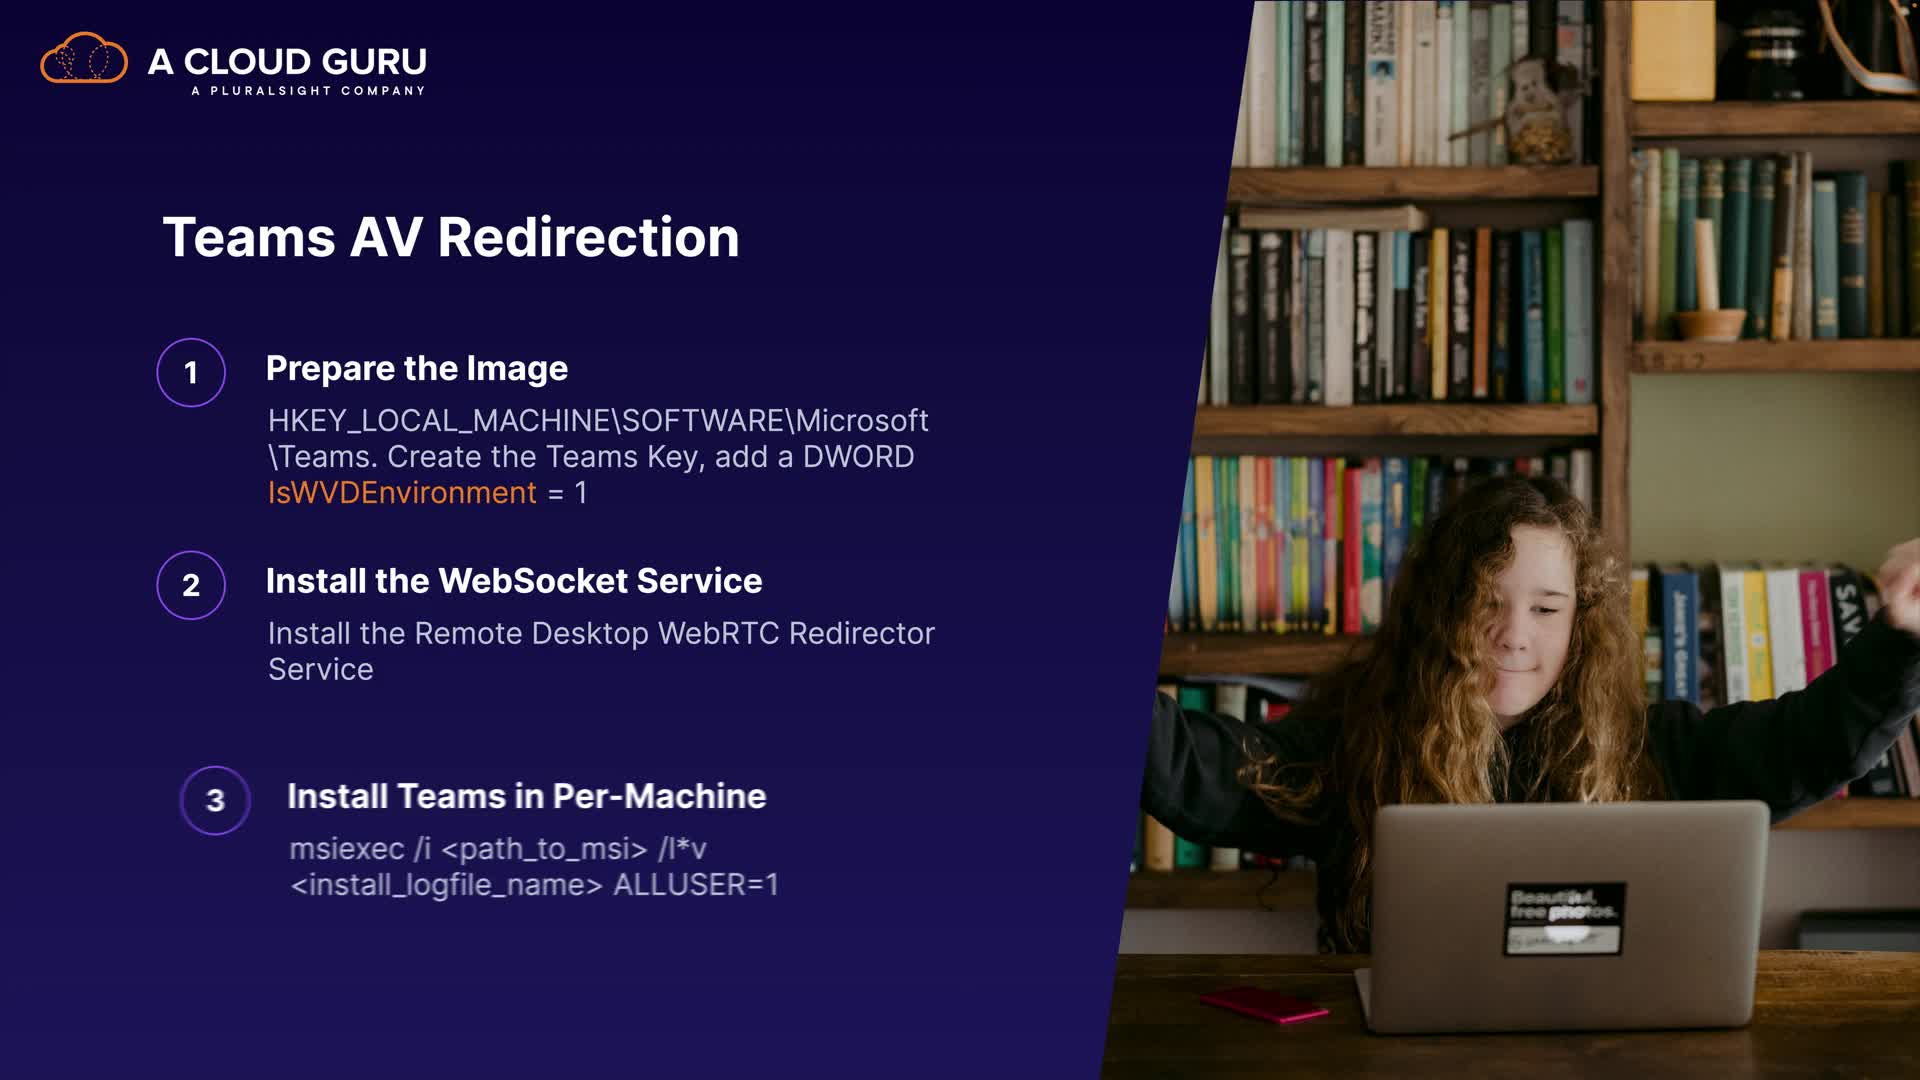 A CLOUD GURU
A PLURALSIGHT COMPANY
Teams AV Redirection
1
Prepare the Image
HKEY_LOCAL_MACHINE\SOFTWARE\Microsoft
\Teams. Create the Teams Key, add a DWORD
IsWVDEnvironment = 1
2
Install the WebSocket Service
Install the Remote Desktop WebRTC Redirector
Service
3
Install Teams in Per-Machine
msiexec /i <path_to_msi> /l*v
<install_logfile_name> ALLUSER=1
Beautiful,
free photos.